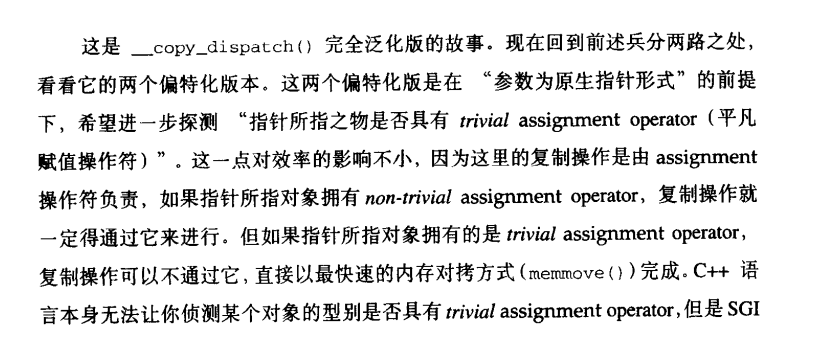 这是 __copy_dispatch() 完全泛化版的故事。现在回到前述兵分两路之处，
看看它的两个偏特化版本。这两个偏特化版是在 “参数为原生指针形式”的前提
下，希望进一步探测 “指针所指之物是否具有 trivial assignment operator（平凡
赋值操作符）”。这一点对效率的影响不小，因为这里的复制操作是由 assignment
操作符负责，如果指针所指对象拥有 non-trivial assignment operator，复制操作就
一定得通过它来进行。但如果指针所指对象拥有的是 trivial assignment operator，
复制操作可以不通过它，直接以最快速的内存对拷方式（memmove()）完成。C++ 语
言本身无法让你侦测某个对象的型别是否具有 trivial assignment operator，但是 SGI